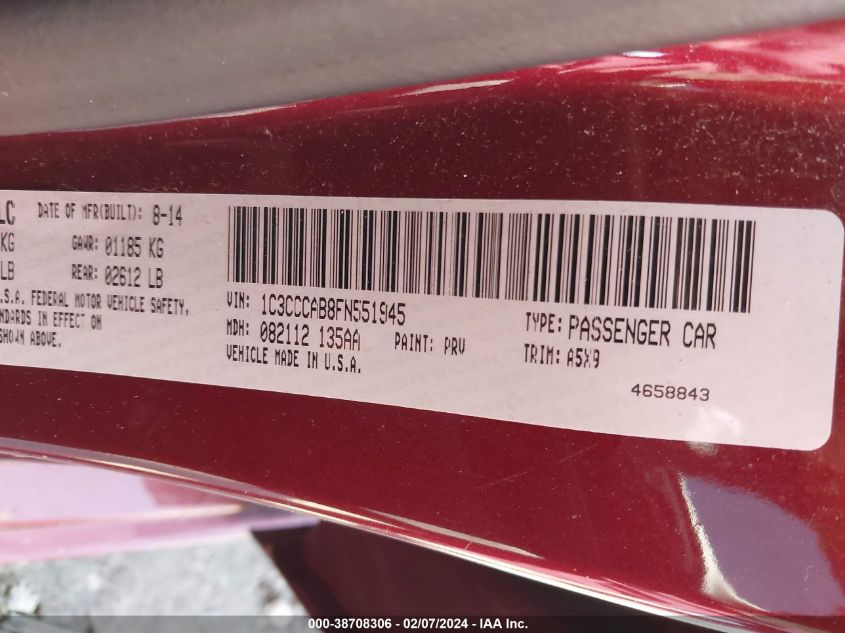 LC DATE OF MFR(BUILT): 8-14
KG GAWR: 01185 KG
LB REAR: 02612 LB
U.S.A. FEDERAL MOTOR VEHICLE SAFETY,
IN EFFECT ON
SHOWN ABOVE.
VIN: 1C3CCCAB8FN551945
MDH: 082112 135AA PAINT: PRV
VEHICLE MADE IN U.S.A.
TYPE: PASSENGER CAR
TRIM: A5X9
4658843
000-38708306 - 02/07/2024 - IAA Inc.